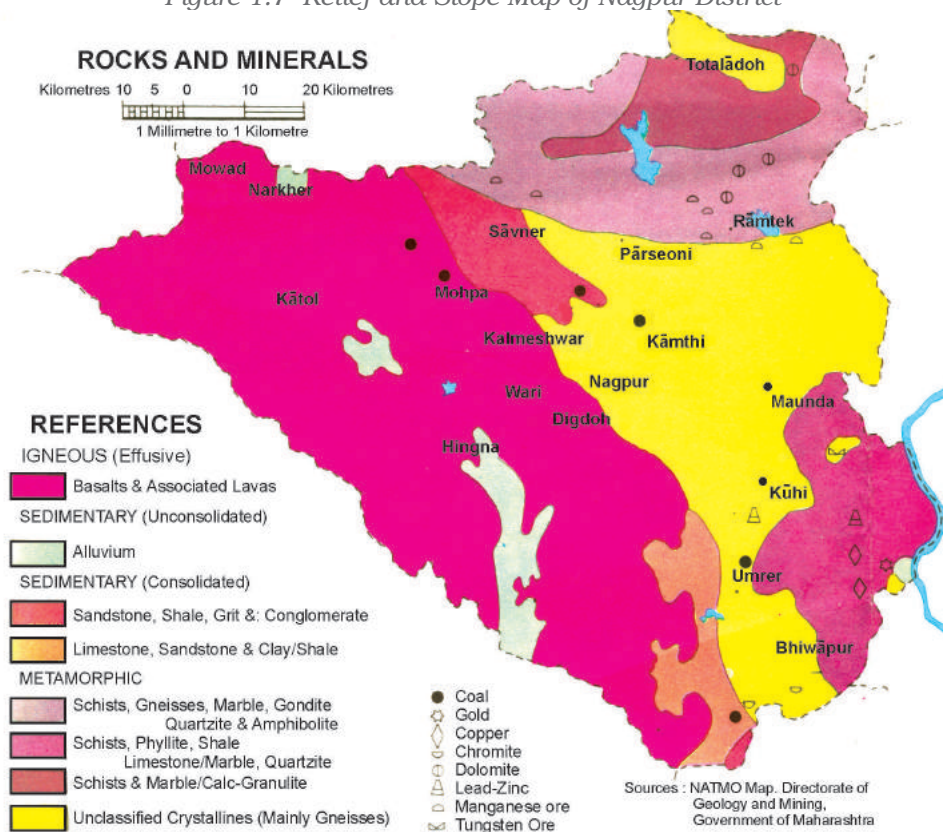 Figure 1.7 Relief and Slope Map of Nagpur District
ROCKS AND MINERALS
Kilometres 10 5 0 10 20 Kilometres
1 Millimetre to 1 Kilometre
Totalādoh
Mowad
Narkher
Rāmtek
Sāvner
Pārseoni
Kātol
Mohpa
Kalmeshwar
Kāmthi
Wari
Nagpur
Maunda
Digdoh
Hingna
Kūhi
Umrer
Bhiwāpur
REFERENCES
IGNEOUS (Effusive)
Basalts & Associated Lavas
SEDIMENTARY (Unconsolidated)
Alluvium
SEDIMENTARY (Consolidated)
Sandstone, Shale, Grit &: Conglomerate
Limestone, Sandstone & Clay/Shale
METAMORPHIC
Schists, Gneisses, Marble, Gondite
Quartzite & Amphibolite
Schists, Phyllite, Shale
Limestone/Marble, Quartzite
Schists & Marble/Calc-Granulite
Unclassified Crystallines (Mainly Gneisses)
Coal
Gold
Copper
Chromite
Dolomite
Lead-Zinc
Manganese ore
Tungsten Ore
Sources : NATMO Map. Directorate of
Geology and Mining,
Government of Maharashtra